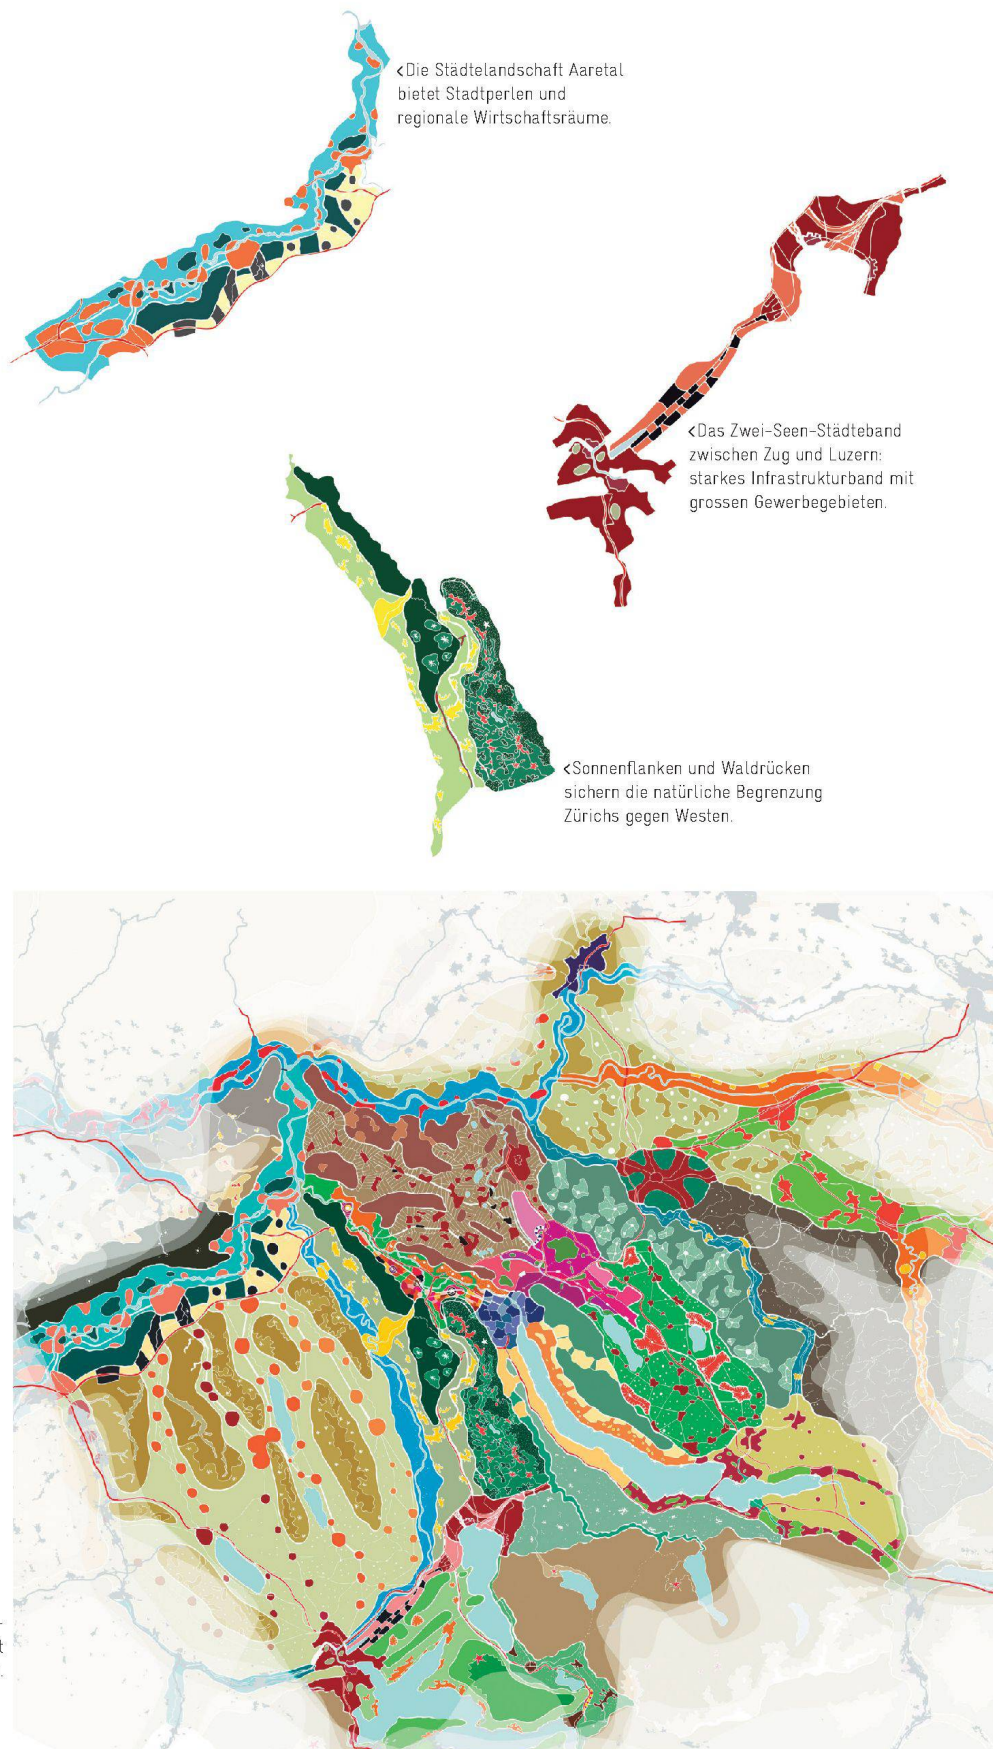 <Die Städtelandschaft Aaretal
bietet Stadtperlen und
regionale Wirtschaftsräume.
<Das Zwei-Seen-Städteband
zwischen Zug und Luzern:
starkes Infrastrukturband mit
grossen Gewerbegebieten.
<Sonnenflanken und Waldrücken
sichern die natürliche Begrenzung
Zürichs gegen Westen.